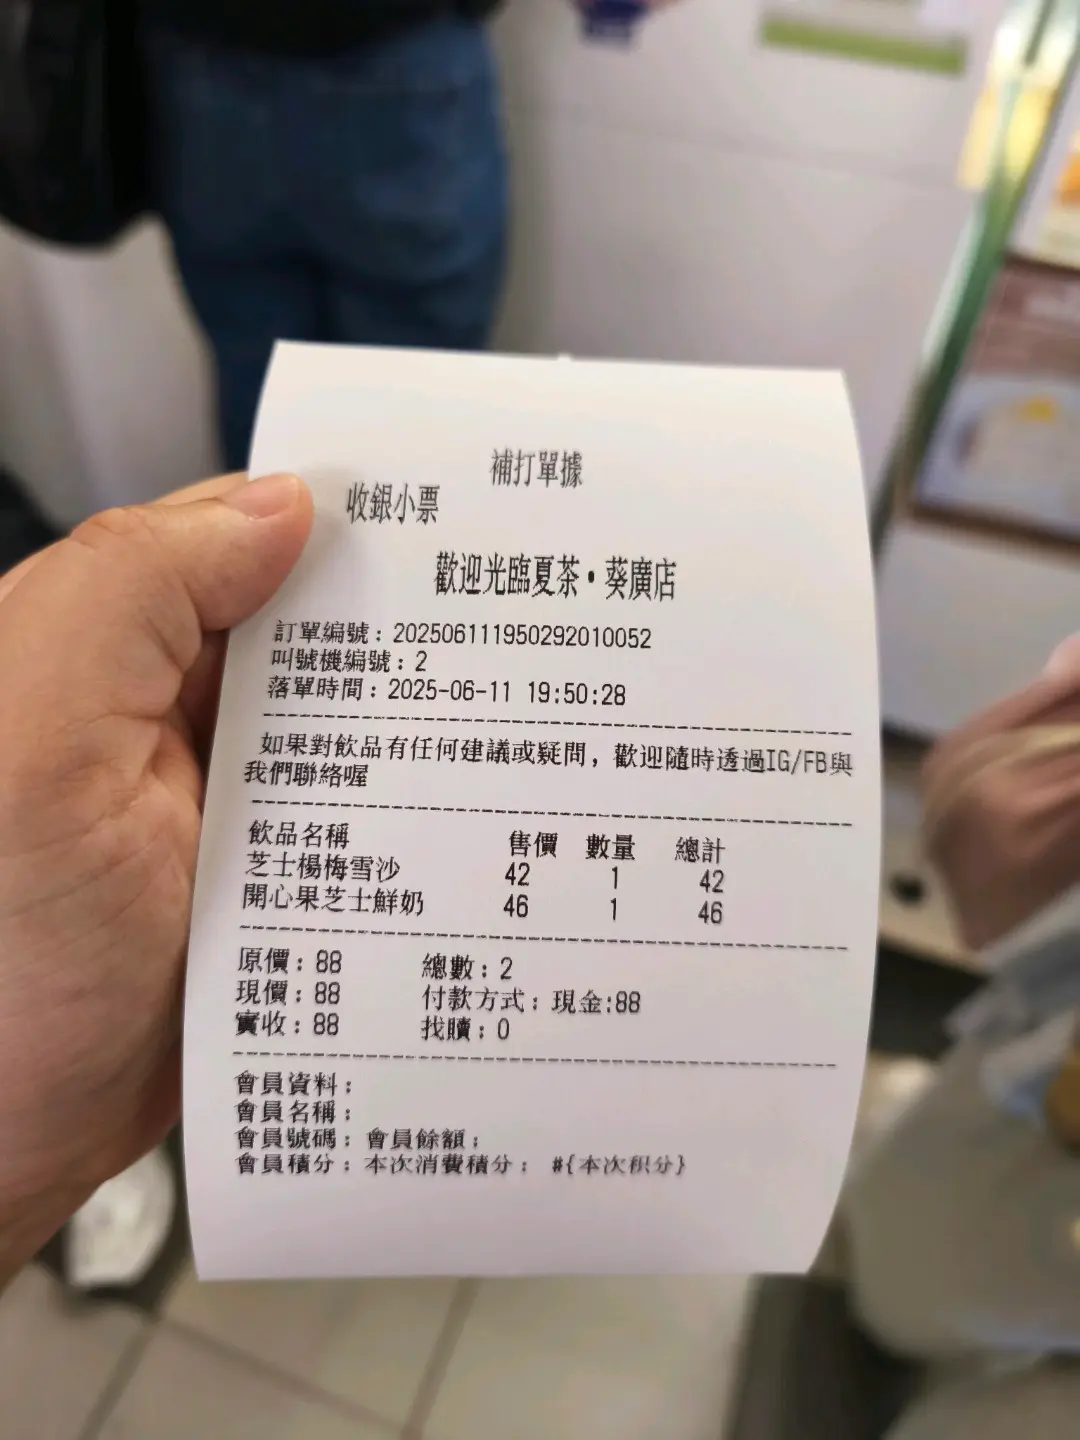 補打單據
收銀小票
歡迎光臨夏茶•葵廣店
訂單編號：202506111950292010052
叫號機編號：2
落單時間：2025-06-11 19:50:28
如果對飲品有任何建議或疑問，歡迎隨時透過IG/FB與
我們聯絡喔
飲品名稱 售價 數量 總計
芝士楊梅雪沙 42 1 42
開心果芝士鮮奶 46 1 46
原價：88 總數：2
現價：88 付款方式：現金:88
實收：88 找贖：0
會員資料：
會員名稱：
會員號碼：會員餘額：
會員積分：本次消費積分： #{本次积分}